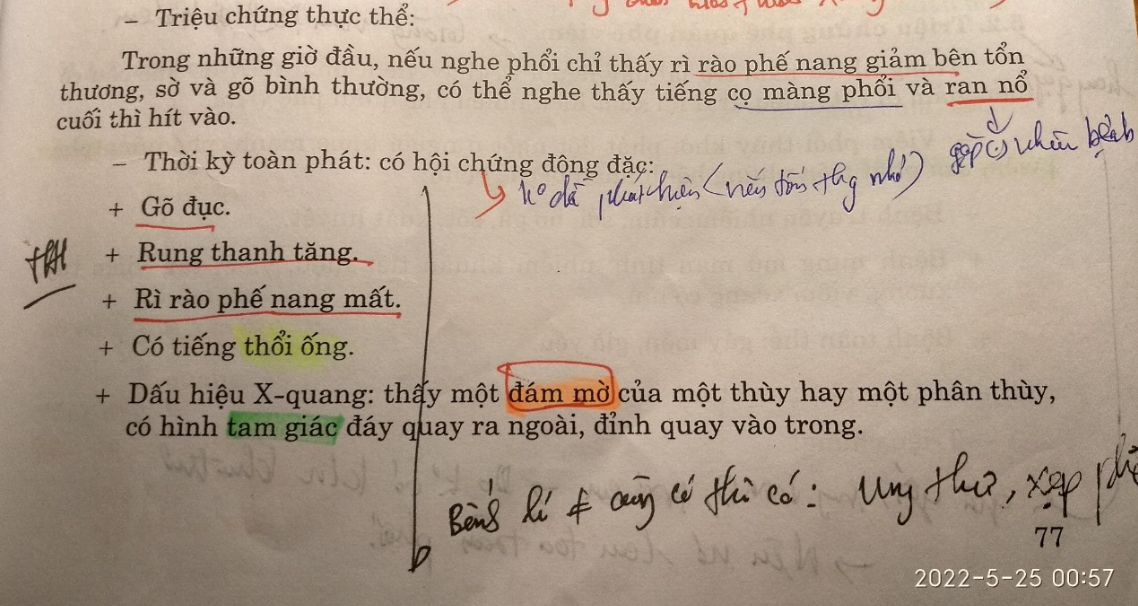 – Triệu chứng thực thể:
Trong những giờ đầu, nếu nghe phổi chỉ thấy rì rào phế nang giảm bên tổn
thương, sờ và gõ bình thường, có thể nghe thấy tiếng cọ màng phổi và ran nổ
cuối thì hít vào.
gặp (-) nhiều bệnh
– Thời kỳ toàn phát: có hội chứng đông đặc:
dễ phát hiện (nếu tổn thg nhỏ)
+ Gõ đục.
+ Rung thanh tăng.
+ Rì rào phế nang mất.
+ Có tiếng thổi ống.
+ Dấu hiệu X-quang: thấy một đám mờ của một thùy hay một phân thùy,
có hình tam giác đáy quay ra ngoài, đỉnh quay vào trong.
Bệnh lí ≠ cũng có thể có: Ung thư, xẹp
77
2022-5-25 00:57